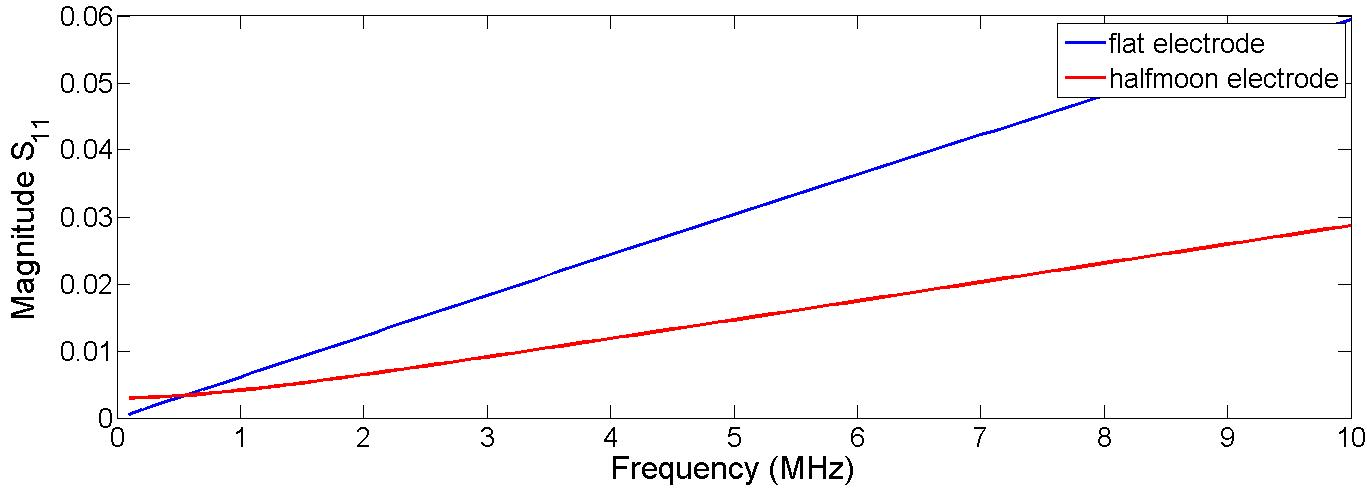 0.06
0.05
0.04
0.03
0.02
0.01
0
Magnitude S11
flat electrode
halfmoon electrode
0 1 2 3 4 5 6 7 8 9 10
Frequency (MHz)